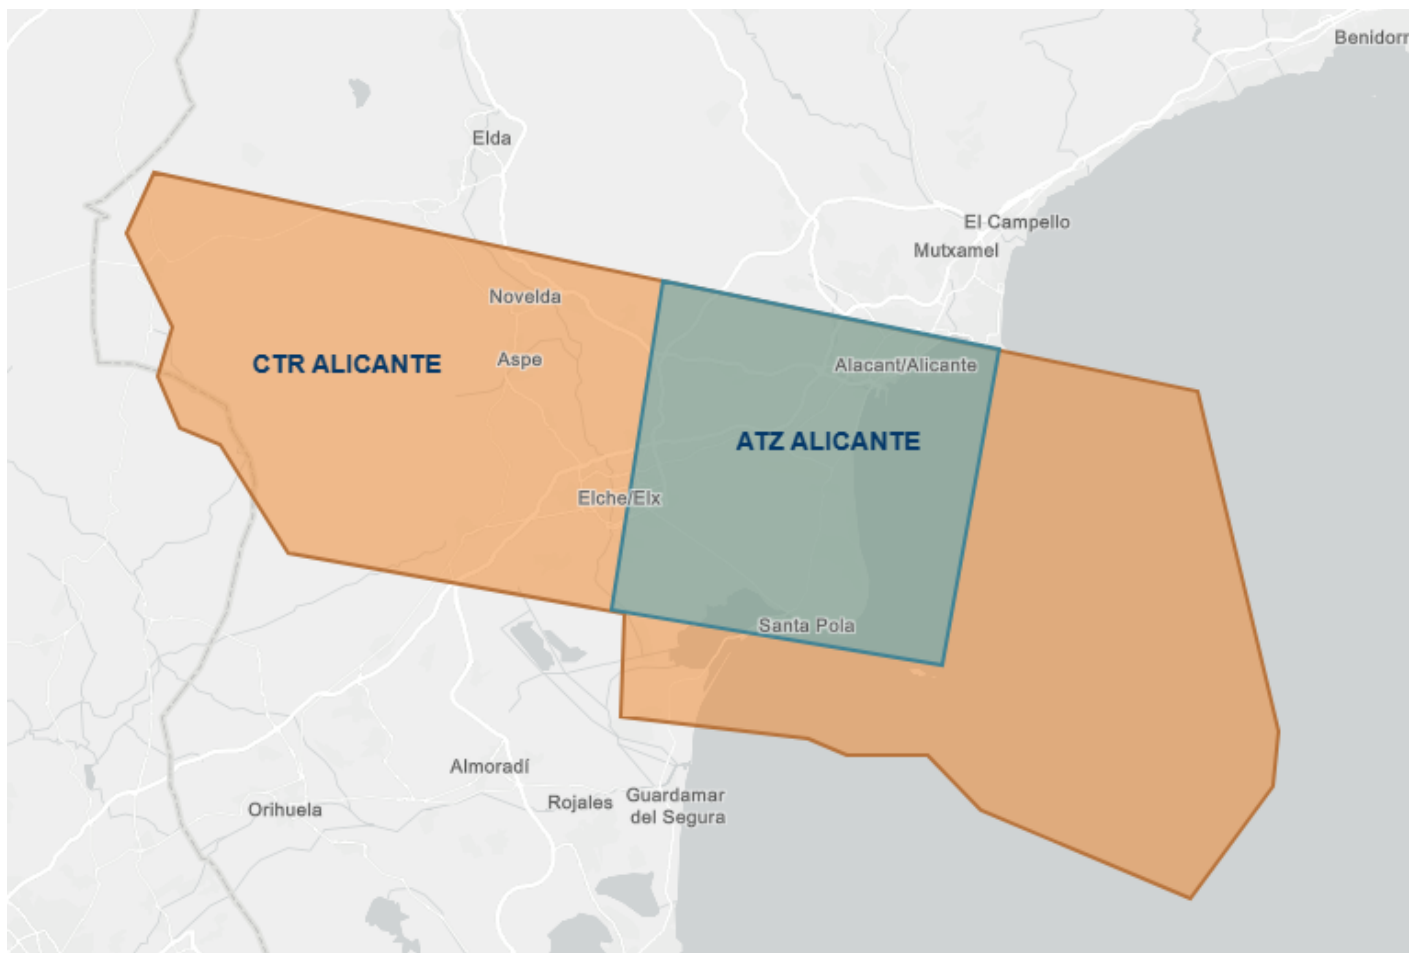 Benidorm
Elda
El Campello
Mutxamel
Novelda
Aspe
CTR ALICANTE
Alacant/Alicante
ATZ ALICANTE
Elche/Elx
Santa Pola
Almoradí
Orihuela
Rojales
Guardamar
del Segura